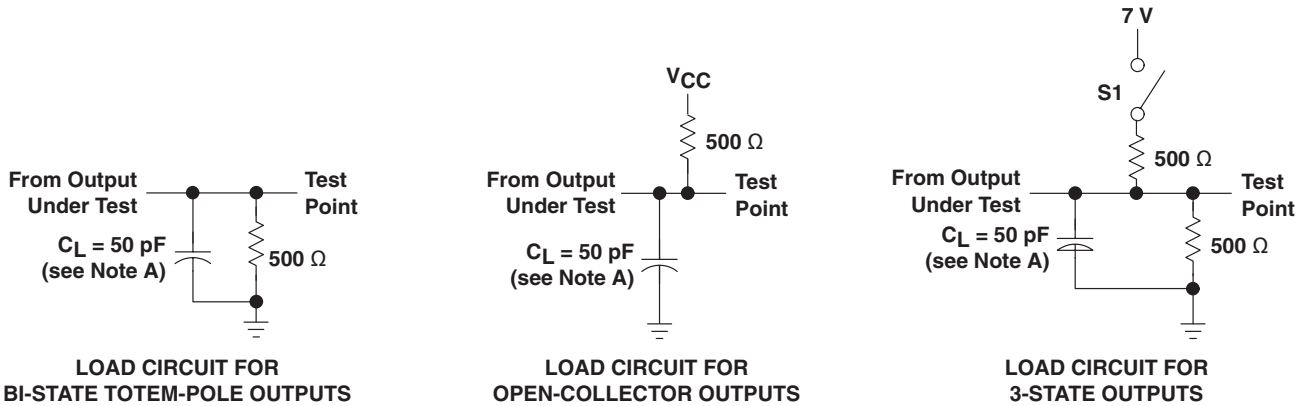 From Output
Under Test
Test
Point
CL = 50 pF
(see Note A)
500 Ω
LOAD CIRCUIT FOR
BI-STATE TOTEM-POLE OUTPUTS
VCC
500 Ω
From Output
Under Test
Test
Point
CL = 50 pF
(see Note A)
LOAD CIRCUIT FOR
OPEN-COLLECTOR OUTPUTS
7 V
S1
500 Ω
From Output
Under Test
Test
Point
CL = 50 pF
(see Note A)
500 Ω
LOAD CIRCUIT FOR
3-STATE OUTPUTS